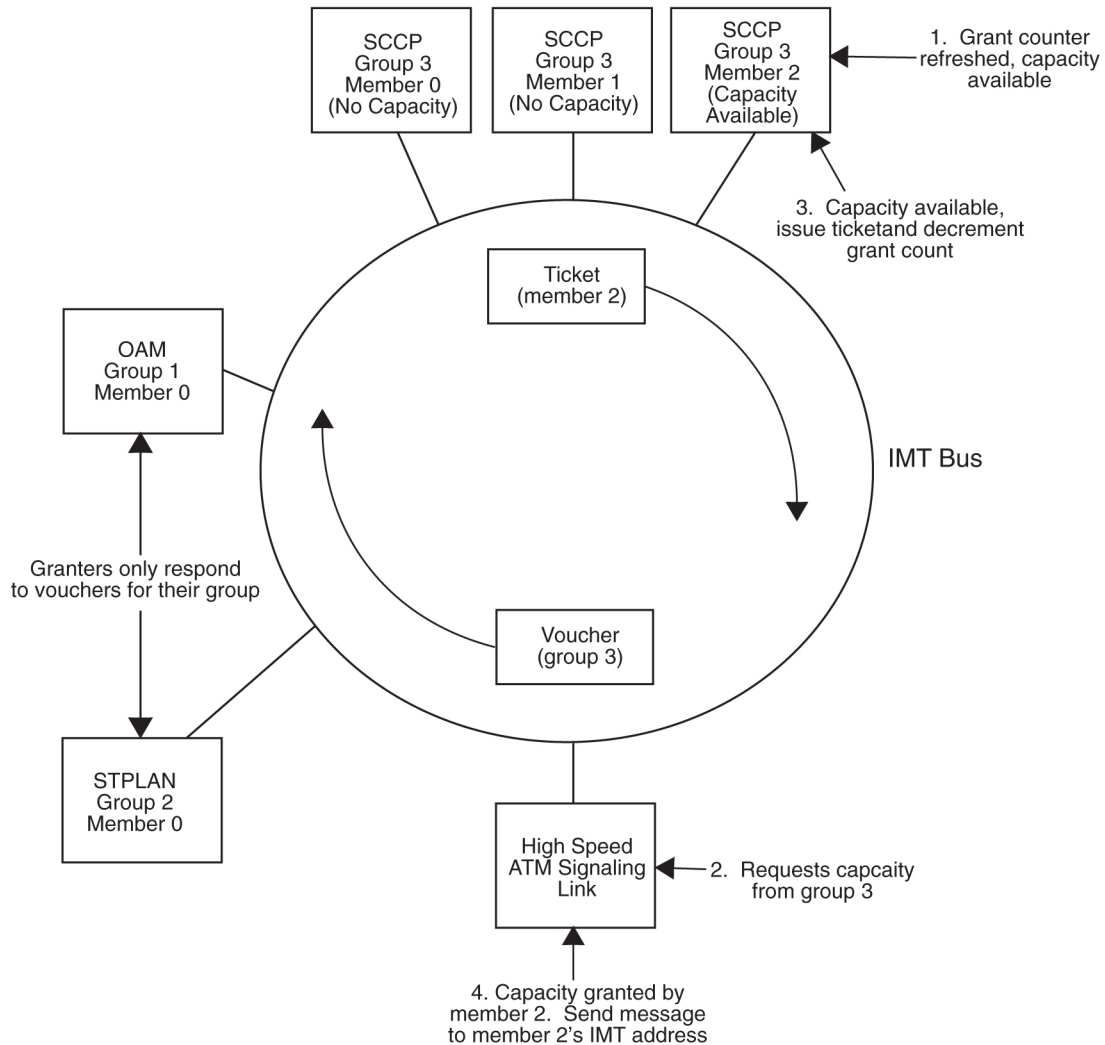 SCCP
Group 3
Member 0
(No Capacity)
SCCP
Group 3
Member 1
(No Capacity)
SCCP
Group 3
Member 2
(Capacity
Available)
1. Grant counter
refreshed, capacity
available
3. Capacity available,
issue ticketand decrement
grant count
Ticket
(member 2)
OAM
Group 1
Member 0
IMT Bus
Granters only respond
to vouchers for their group
Voucher
(group 3)
STPLAN
Group 2
Member 0
High Speed
ATM Signaling
Link
2. Requests capcaity
from group 3
4. Capacity granted by
member 2. Send message
to member 2's IMT address